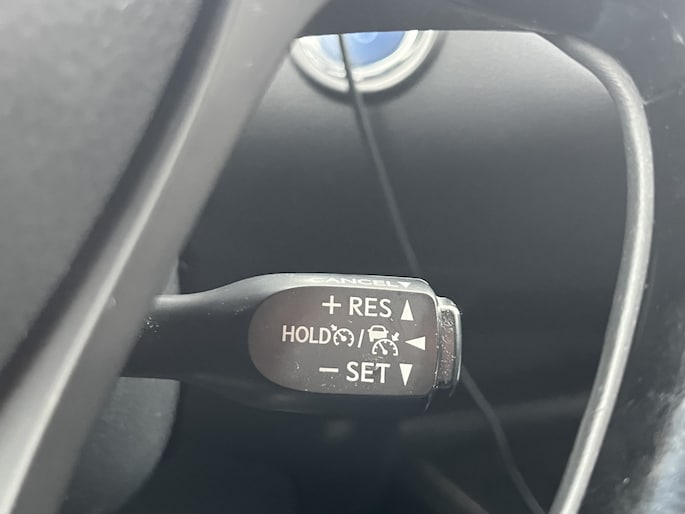 CANCEL▼
+ RES ▲
HOLD / ◀
− SET ▼